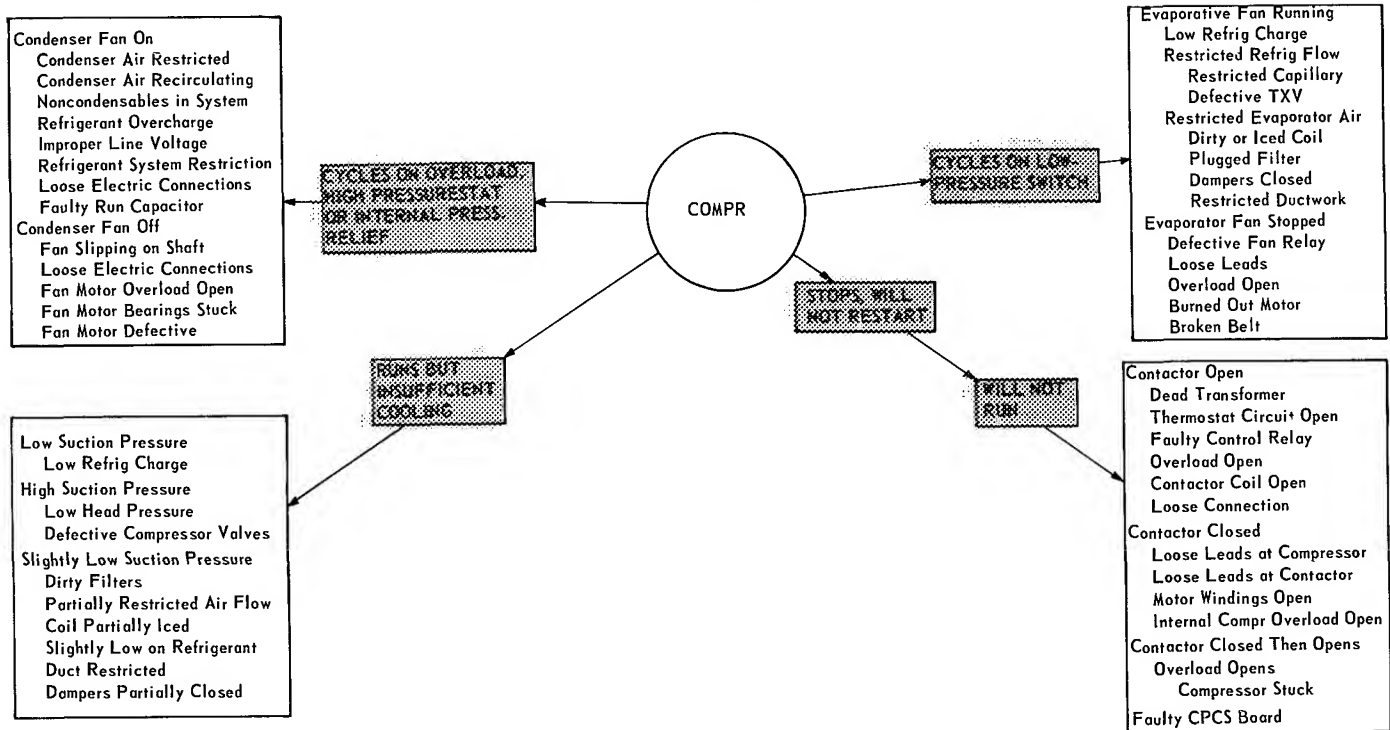 Condenser Fan On
Condenser Air Restricted
Condenser Air Recirculating
Noncondensables in System
Refrigerant Overcharge
Improper Line Voltage
Refrigerant System Restriction
Loose Electric Connections
Faulty Run Capacitor
Condenser Fan Off
Fan Slipping on Shaft
Loose Electric Connections
Fan Motor Overload Open
Fan Motor Bearings Stuck
Fan Motor Defective
CYCLES ON OVERLOAD,
HIGH PRESSURESTAT
OR INTERNAL PRESS
RELIEF
COMPR
CYCLES ON LOW-
PRESSURE SWITCH
Evaporative Fan Running
Low Refrig Charge
Restricted Refrig Flow
Restricted Capillary
Defective TXV
Restricted Evaporator Air
Dirty or Iced Coil
Plugged Filter
Dampers Closed
Restricted Ductwork
Evaporator Fan Stopped
Defective Fan Relay
Loose Leads
Overload Open
Burned Out Motor
Broken Belt
RUNS BUT
INSUFFICIENT
COOLING
Low Suction Pressure
Low Refrig Charge
High Suction Pressure
Low Head Pressure
Defective Compressor Valves
Slightly Low Suction Pressure
Dirty Filters
Partially Restricted Air Flow
Coil Partially Iced
Slightly Low on Refrigerant
Duct Restricted
Dampers Partially Closed
STOPS, WILL
NOT RESTART
WILL NOT
RUN
Contactor Open
Dead Transformer
Thermostat Circuit Open
Faulty Control Relay
Overload Open
Contactor Coil Open
Loose Connection
Contactor Closed
Loose Leads at Compressor
Loose Leads at Contactor
Motor Windings Open
Internal Compr Overload Open
Contactor Closed Then Opens
Overload Opens
Compressor Stuck
Faulty CPCS Board